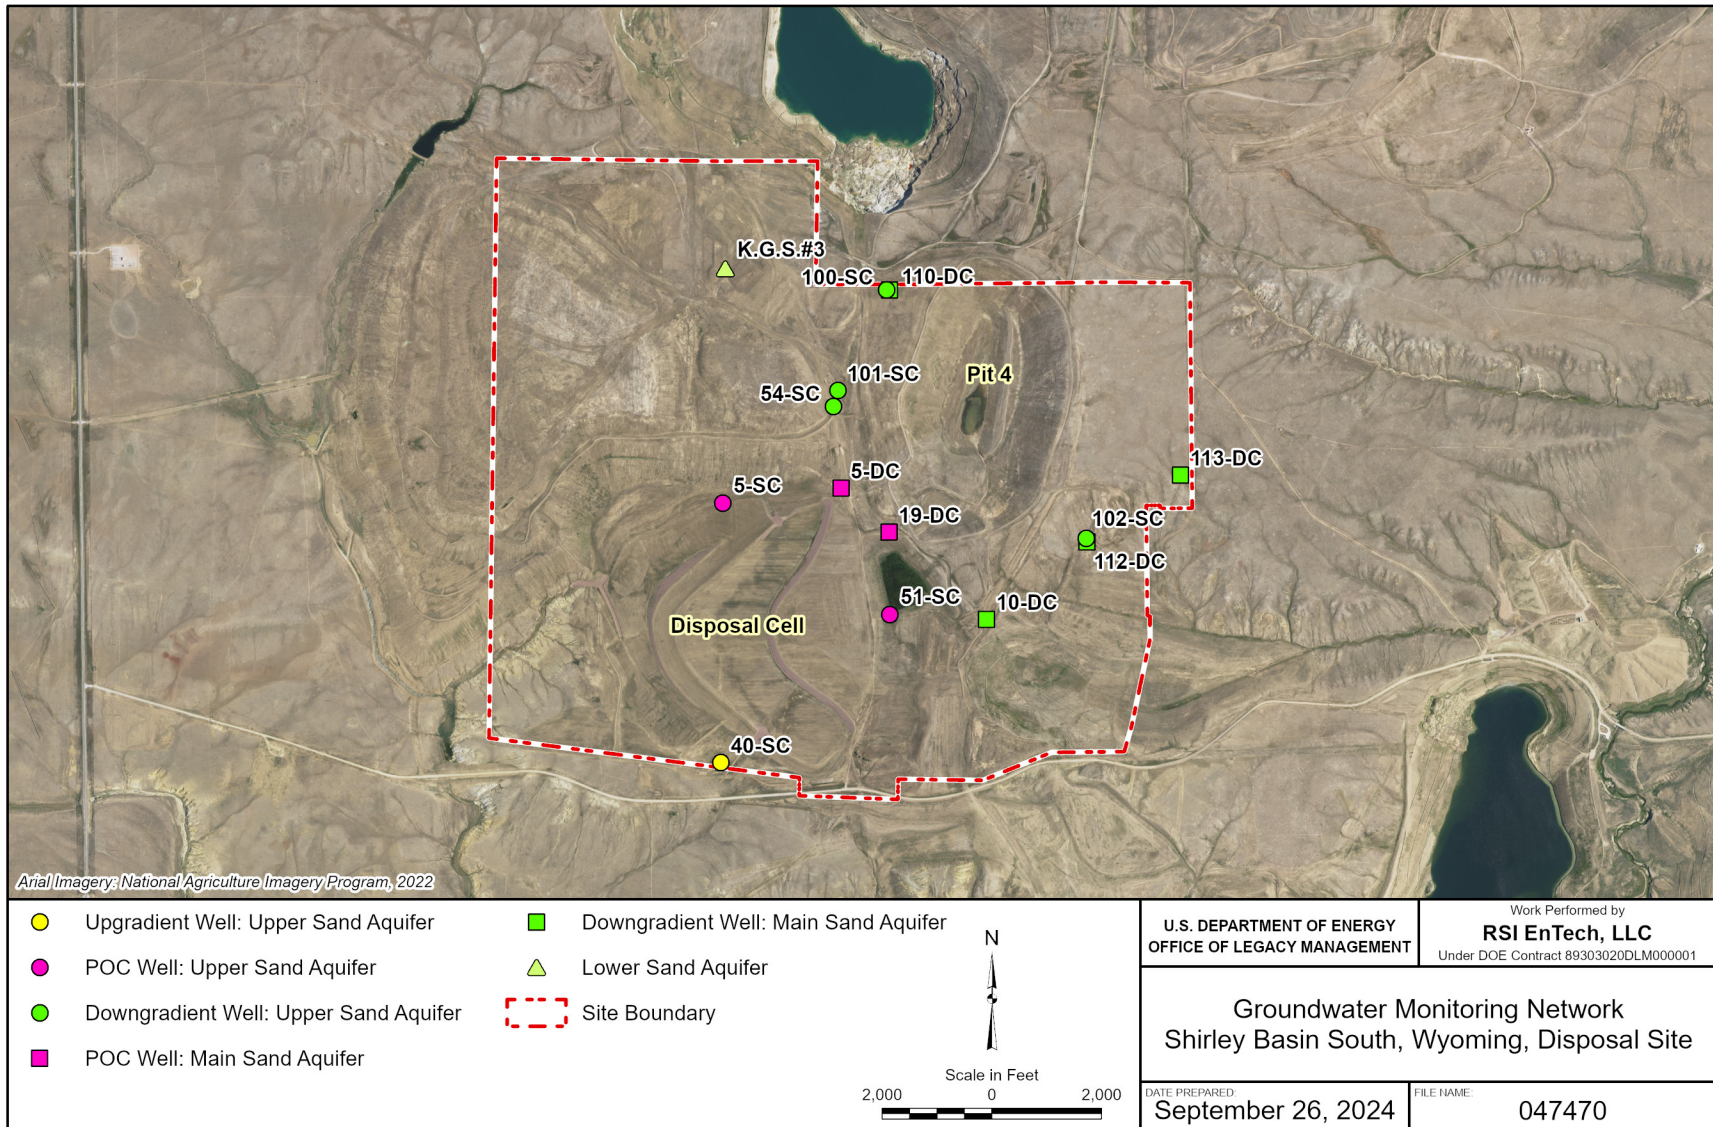 K.G.S.#3
100-SC
110-DC
101-SC
Pit 4
54-SC
5-DC
113-DC
5-SC
19-DC
102-SC
112-DC
51-SC
10-DC
Disposal Cell
40-SC
Arial Imagery: National Agriculture Imagery Program, 2022
Upgradient Well: Upper Sand Aquifer
POC Well: Upper Sand Aquifer
Downgradient Well: Upper Sand Aquifer
POC Well: Main Sand Aquifer
Downgradient Well: Main Sand Aquifer
Lower Sand Aquifer
Site Boundary
N
Scale in Feet
2,000 0 2,000
U.S. DEPARTMENT OF ENERGY
OFFICE OF LEGACY MANAGEMENT
Work Performed by
RSI EnTech, LLC
Under DOE Contract 89303020DLM000001
Groundwater Monitoring Network
Shirley Basin South, Wyoming, Disposal Site
DATE PREPARED:
September 26, 2024
FILE NAME:
047470